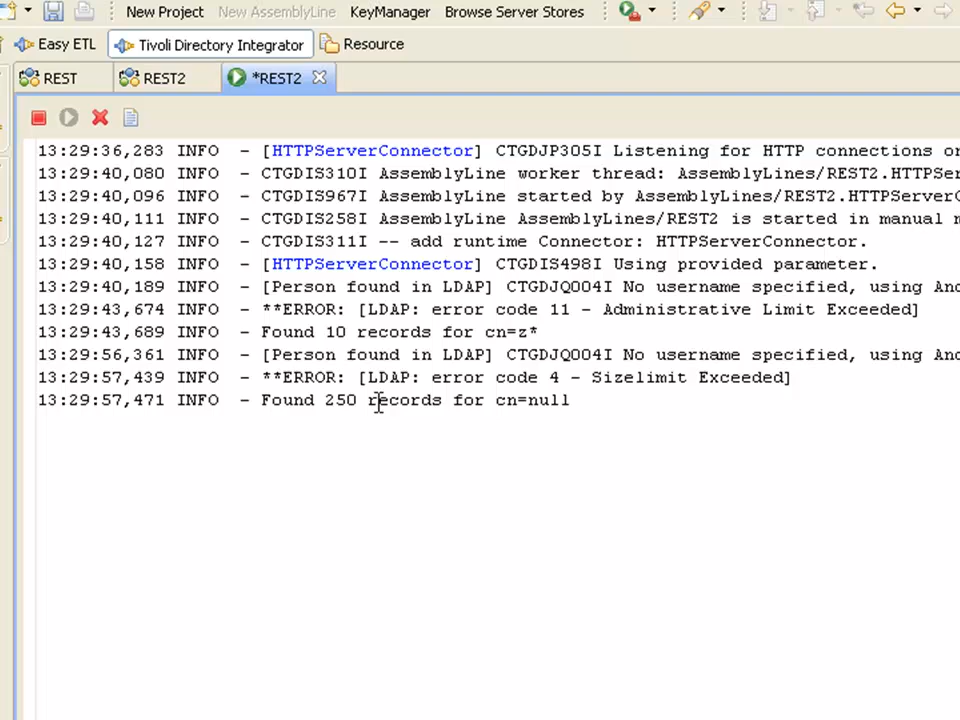 New Project New AssemblyLine KeyManager Browse Server Stores
Easy ETL Tivoli Directory Integrator Resource
REST REST2 *REST2
13:29:36,283 INFO - [HTTPServerConnector] CTGDJP305I Listening for HTTP connections on
13:29:40,080 INFO - CTGDIS310I AssemblyLine worker thread: AssemblyLines/REST2.HTTPSer
13:29:40,096 INFO - CTGDIS967I AssemblyLine started by AssemblyLines/REST2.HTTPServerC
13:29:40,111 INFO - CTGDIS258I AssemblyLine AssemblyLines/REST2 is started in manual m
13:29:40,127 INFO - CTGDIS311I -- add runtime Connector: HTTPServerConnector.
13:29:40,158 INFO - [HTTPServerConnector] CTGDIS498I Using provided parameter.
13:29:40,189 INFO - [Person found in LDAP] CTGDJQ004I No username specified, using Ano
13:29:43,674 INFO - **ERROR: [LDAP: error code 11 - Administrative Limit Exceeded]
13:29:43,689 INFO - Found 10 records for cn=z*
13:29:56,361 INFO - [Person found in LDAP] CTGDJQ004I No username specified, using Ano
13:29:57,439 INFO - **ERROR: [LDAP: error code 4 - Sizelimit Exceeded]
13:29:57,471 INFO - Found 250 records for cn=null